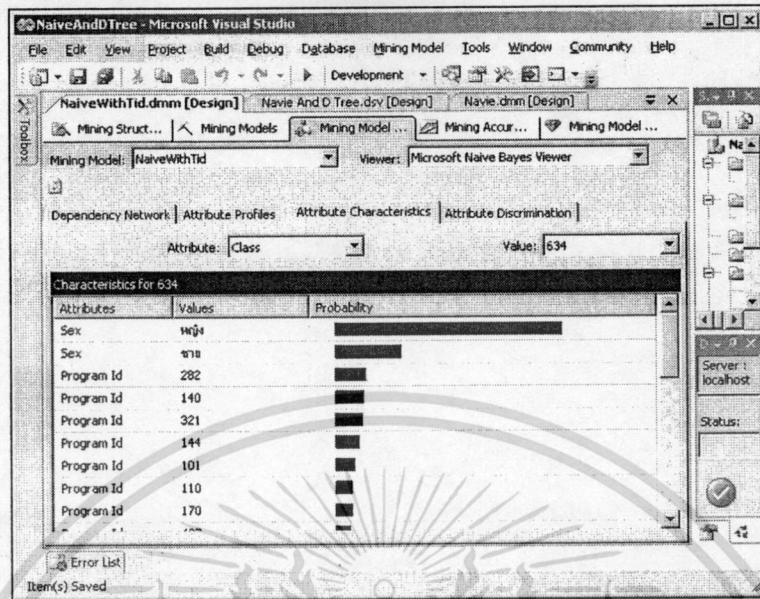 NaiveAndDTree - Microsoft Visual Studio
File Edit View Project Build Debug Database Mining Model Tools Window Community Help
Development
NaiveWithTid.dmm [Design] Navie And D Tree.dsv [Design] Navie.dmm [Design]
Toolbox
Mining Struct... Mining Models Mining Model ... Mining Accur... Mining Model ...
Mining Model: NaiveWithTid Viewer: Microsoft Naive Bayes Viewer
Dependency Network Attribute Profiles Attribute Characteristics Attribute Discrimination
Attribute: Class Value: 634
Characteristics for 634
Attributes Values Probability
Sex หญิง
Sex ชาย
Program Id 282
Program Id 140
Program Id 321
Program Id 144
Program Id 101
Program Id 110
Program Id 170
Server :
localhost
Status:
Error List
Item(s) Saved